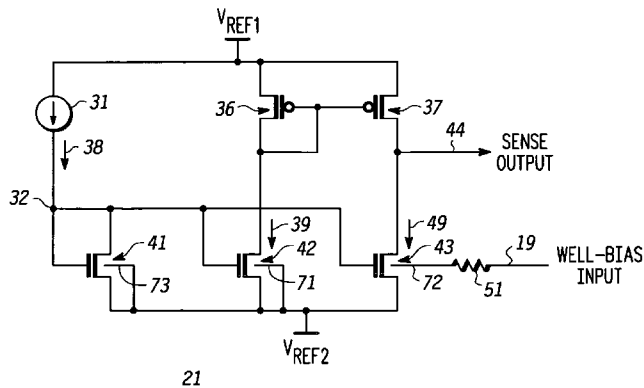 VREF1
31
36
37
38
44
SENSE
OUTPUT
32
39
49
41
42
43
19
WELL-BIAS
INPUT
73
71
72
51
VREF2
21